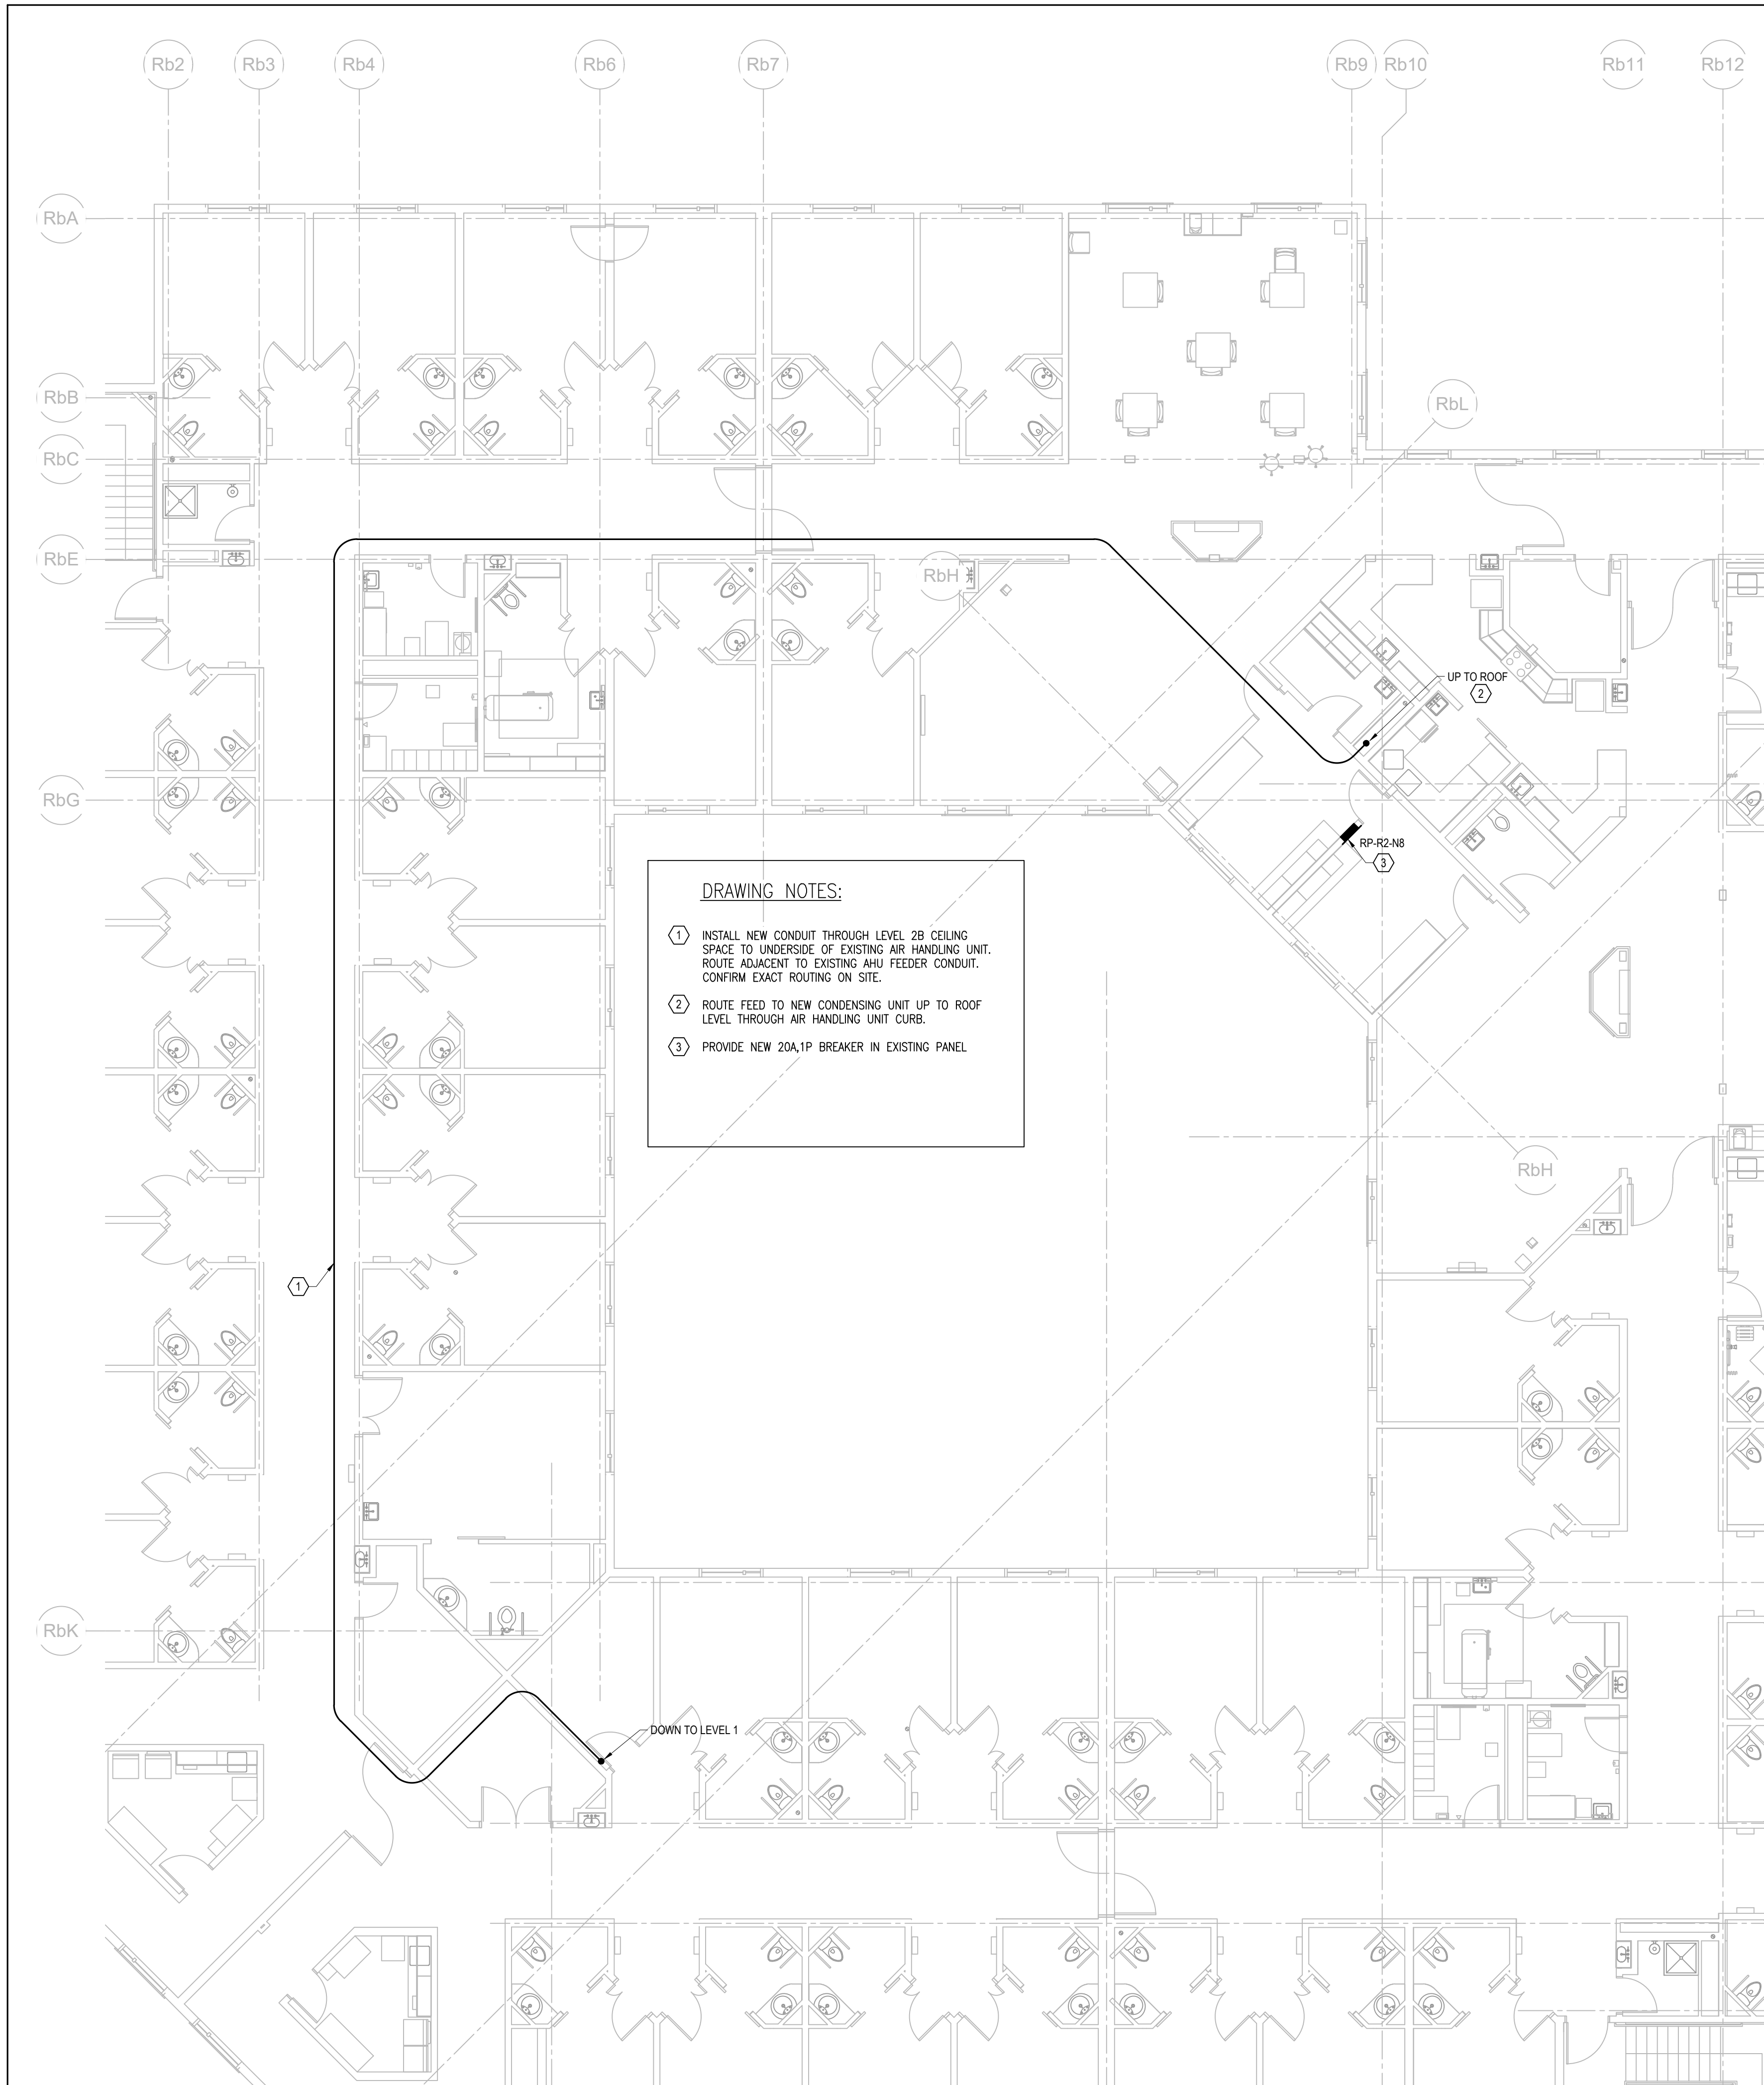 Rb2 Rb3 Rb4 Rb6 Rb7 Rb9 Rb10 Rb11 Rb12
RbA
RbB
RbL
RbC
RbE
RbH
UP TO ROOF
2
RbG
RP-R2-N8
3
DRAWING NOTES:
1 INSTALL NEW CONDUIT THROUGH LEVEL 2B CEILING
SPACE TO UNDERSIDE OF EXISTING AIR HANDLING UNIT.
ROUTE ADJACENT TO EXISTING AHU FEEDER CONDUIT.
CONFIRM EXACT ROUTING ON SITE.
2 ROUTE FEED TO NEW CONDENSING UNIT UP TO ROOF
LEVEL THROUGH AIR HANDLING UNIT CURB.
3 PROVIDE NEW 20A,1P BREAKER IN EXISTING PANEL
RbH
1
RbK
DOWN TO LEVEL 1